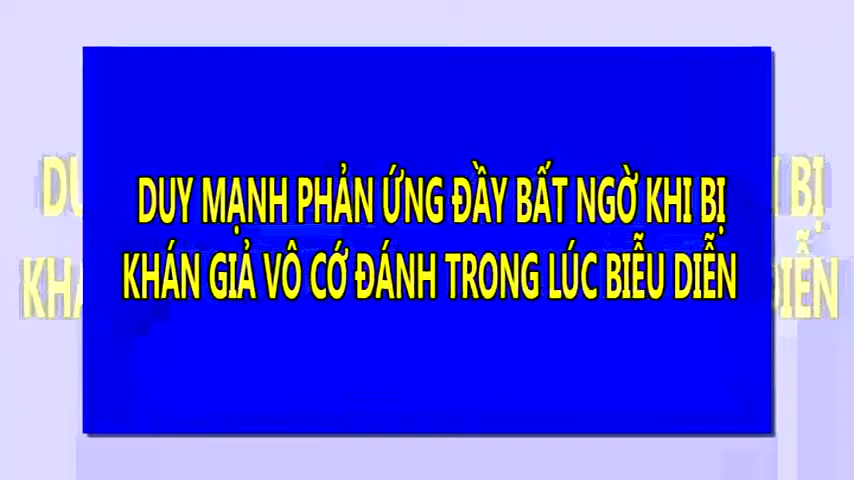 DUY MẠNH PHẢN ỨNG ĐẦY BẤT NGỜ KHI BỊ
KHÁN GIẢ VÔ CỚ ĐÁNH TRONG LÚC BIỄU DIỄN